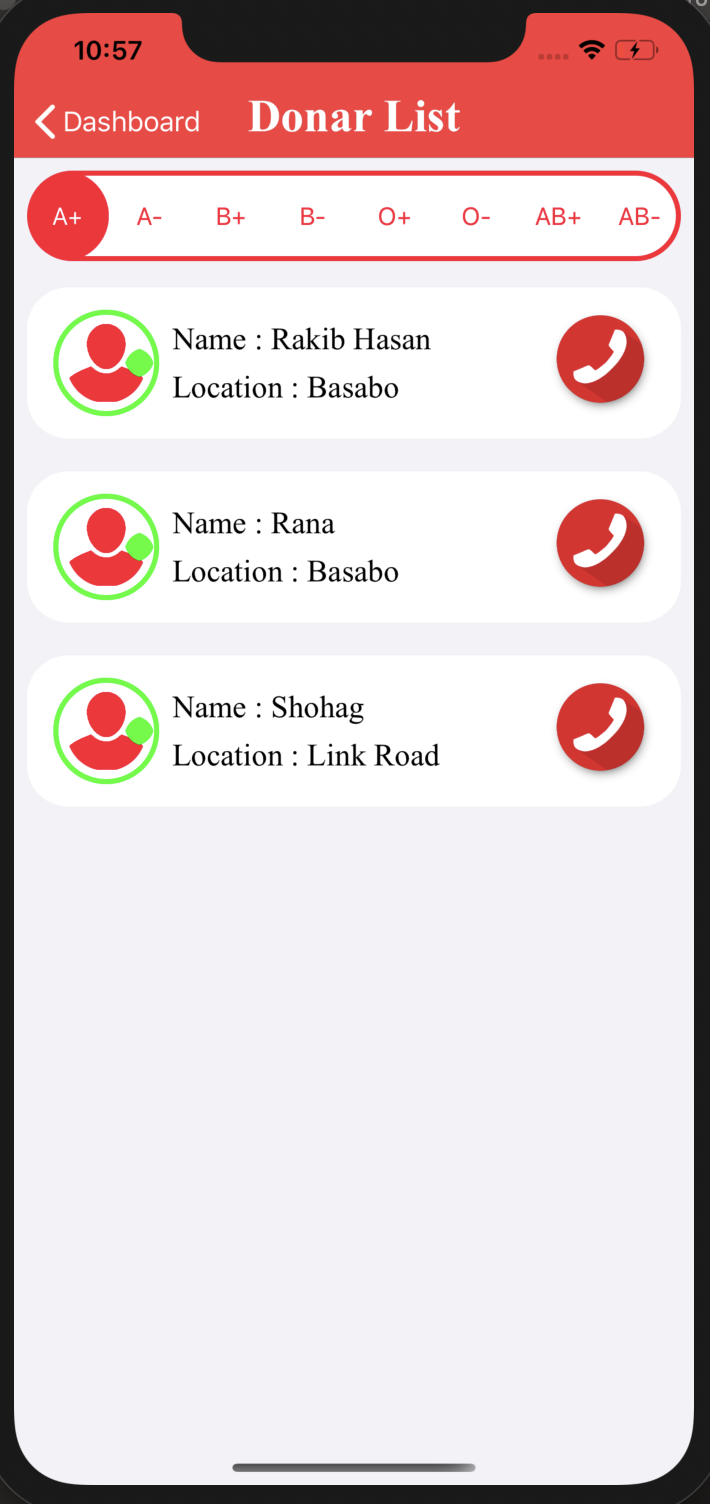 10:57
Dashboard Donar List
A+ A- B+ B- O+ O- AB+ AB-
Name : Rakib Hasan
Location : Basabo
Name : Rana
Location : Basabo
Name : Shohag
Location : Link Road